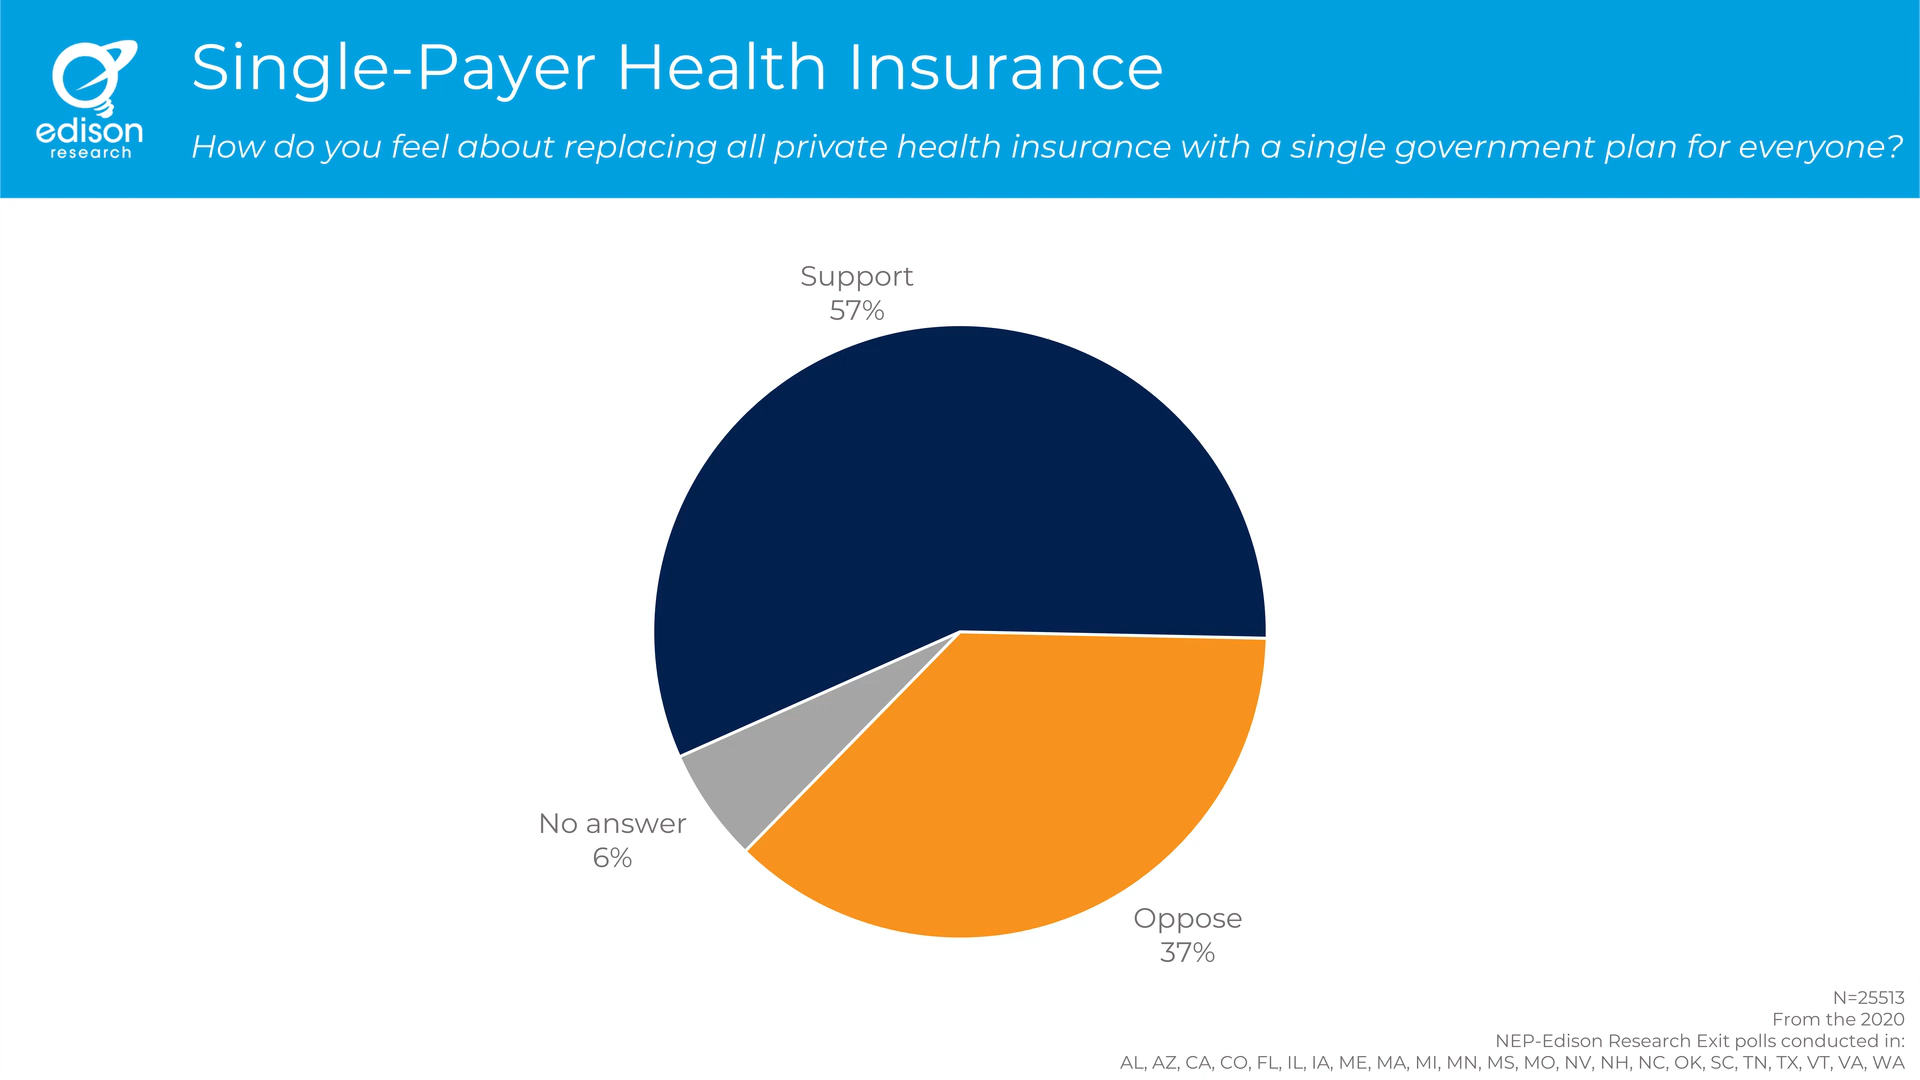 edison
research
Single-Payer Health Insurance
How do you feel about replacing all private health insurance with a single government plan for everyone?
Support
57%
No answer
6%
Oppose
37%
N=25513
From the 2020
NEP-Edison Research Exit polls conducted in:
AL, AZ, CA, CO, FL, IL, IA, ME, MA, MI, MN, MS, MO, NV, NH, NC, OK, SC, TN, TX, VT, VA, WA